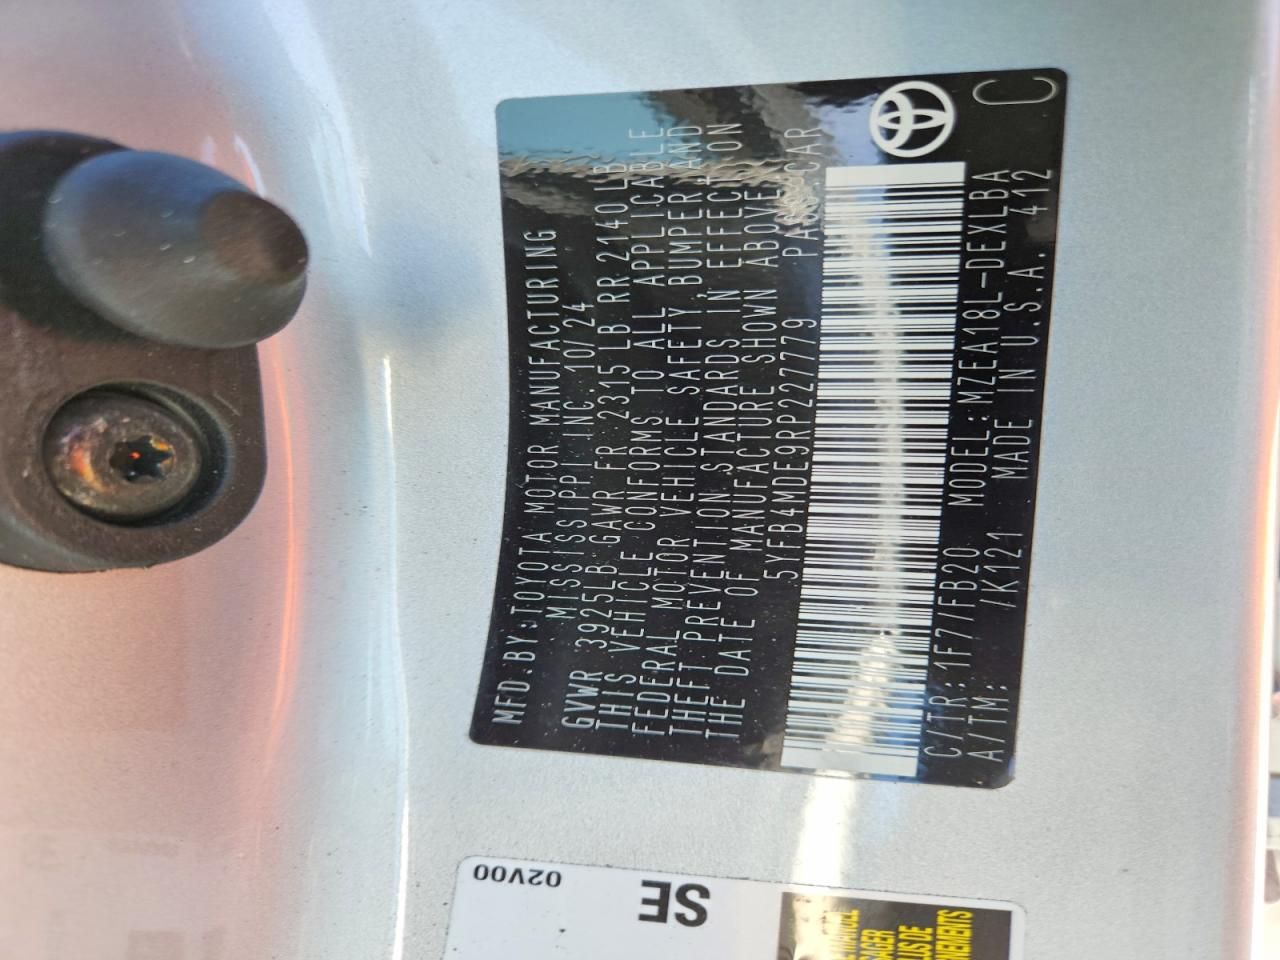 MFD.BY:TOYOTA MOTOR MANUFACTURING
MISSISSIPPI INC 10/24
GVWR 3925LB GAWR FR 2315 LB RR 2140LB
THIS VEHICLE CONFORMS TO ALL APPLICABLE
FEDERAL MOTOR VEHICLE SAFETY, BUMPER, AND
THEFT PREVENTION STANDARDS IN EFFECT ON
THE DATE OF MANUFACTURE SHOWN ABOVE.
5YFB4MDE9RP227779 PASS CAR
C/TR:1F7/FB20 MODEL:MZEA18L-DEXLBA
A/TM: /K121 MADE IN U.S.A. 412
C
02V00
SE